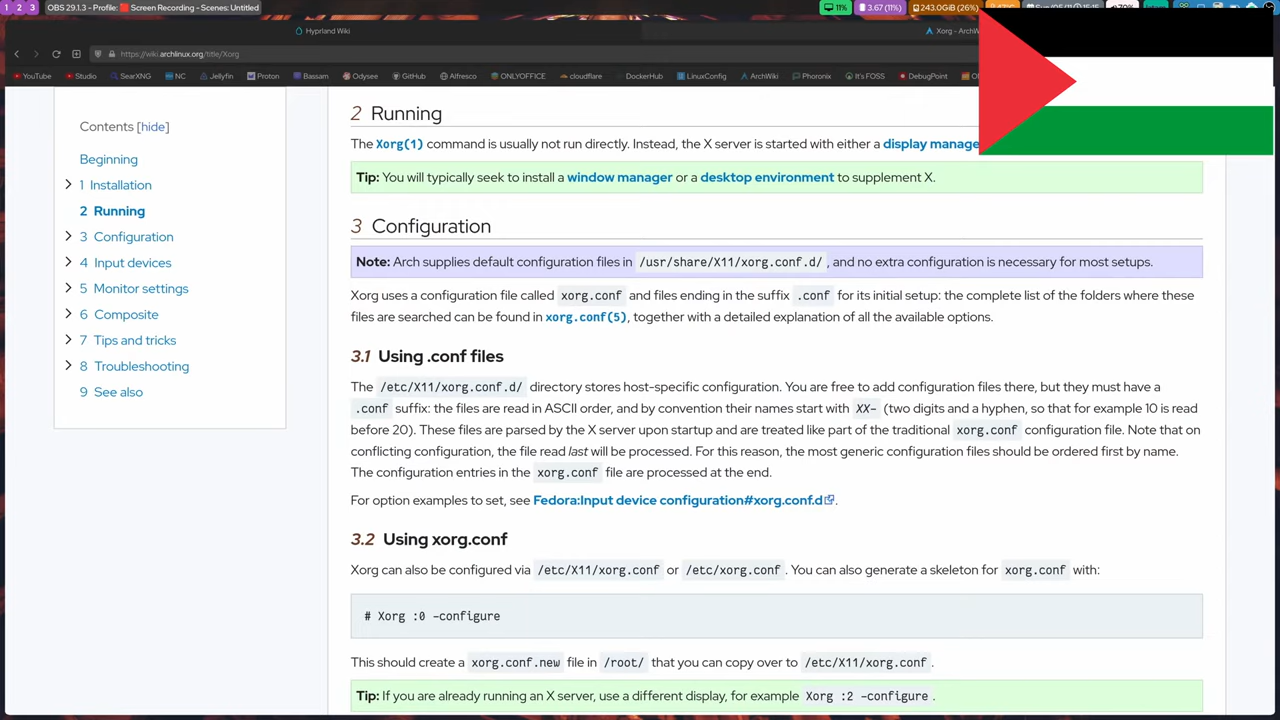 1 2 3 OBS 29.1.3 - Profile: Screen Recording - Scenes: Untitled 11% 3.67 (11%) 243.0GiB (26%)
Hyprland Wiki Xorg - ArchW
https://wiki.archlinux.org/title/Xorg
YouTube Studio SearXNG NC Jellyfin Proton Bassam Odysee GitHub Alfresco ONLYOFFICE cloudflare DockerHub LinuxConfig ArchWiki Phoronix It's FOSS DebugPoint
Contents [hide]
Beginning
1 Installation
2 Running
3 Configuration
4 Input devices
5 Monitor settings
6 Composite
7 Tips and tricks
8 Troubleshooting
9 See also
2 Running
The Xorg(1) command is usually not run directly. Instead, the X server is started with either a display manage
Tip: You will typically seek to install a window manager or a desktop environment to supplement X.
3 Configuration
Note: Arch supplies default configuration files in /usr/share/X11/xorg.conf.d/ , and no extra configuration is necessary for most setups.
Xorg uses a configuration file called xorg.conf and files ending in the suffix .conf for its initial setup: the complete list of the folders where these
files are searched can be found in xorg.conf(5), together with a detailed explanation of all the available options.
3.1 Using .conf files
The /etc/X11/xorg.conf.d/ directory stores host-specific configuration. You are free to add configuration files there, but they must have a
.conf suffix: the files are read in ASCII order, and by convention their names start with XX- (two digits and a hyphen, so that for example 10 is read
before 20). These files are parsed by the X server upon startup and are treated like part of the traditional xorg.conf configuration file. Note that on
conflicting configuration, the file read last will be processed. For this reason, the most generic configuration files should be ordered first by name.
The configuration entries in the xorg.conf file are processed at the end.
For option examples to set, see Fedora:Input device configuration#xorg.conf.d.
3.2 Using xorg.conf
Xorg can also be configured via /etc/X11/xorg.conf or /etc/xorg.conf . You can also generate a skeleton for xorg.conf with:
# Xorg :0 -configure
This should create a xorg.conf.new file in /root/ that you can copy over to /etc/X11/xorg.conf .
Tip: If you are already running an X server, use a different display, for example Xorg :2 -configure .